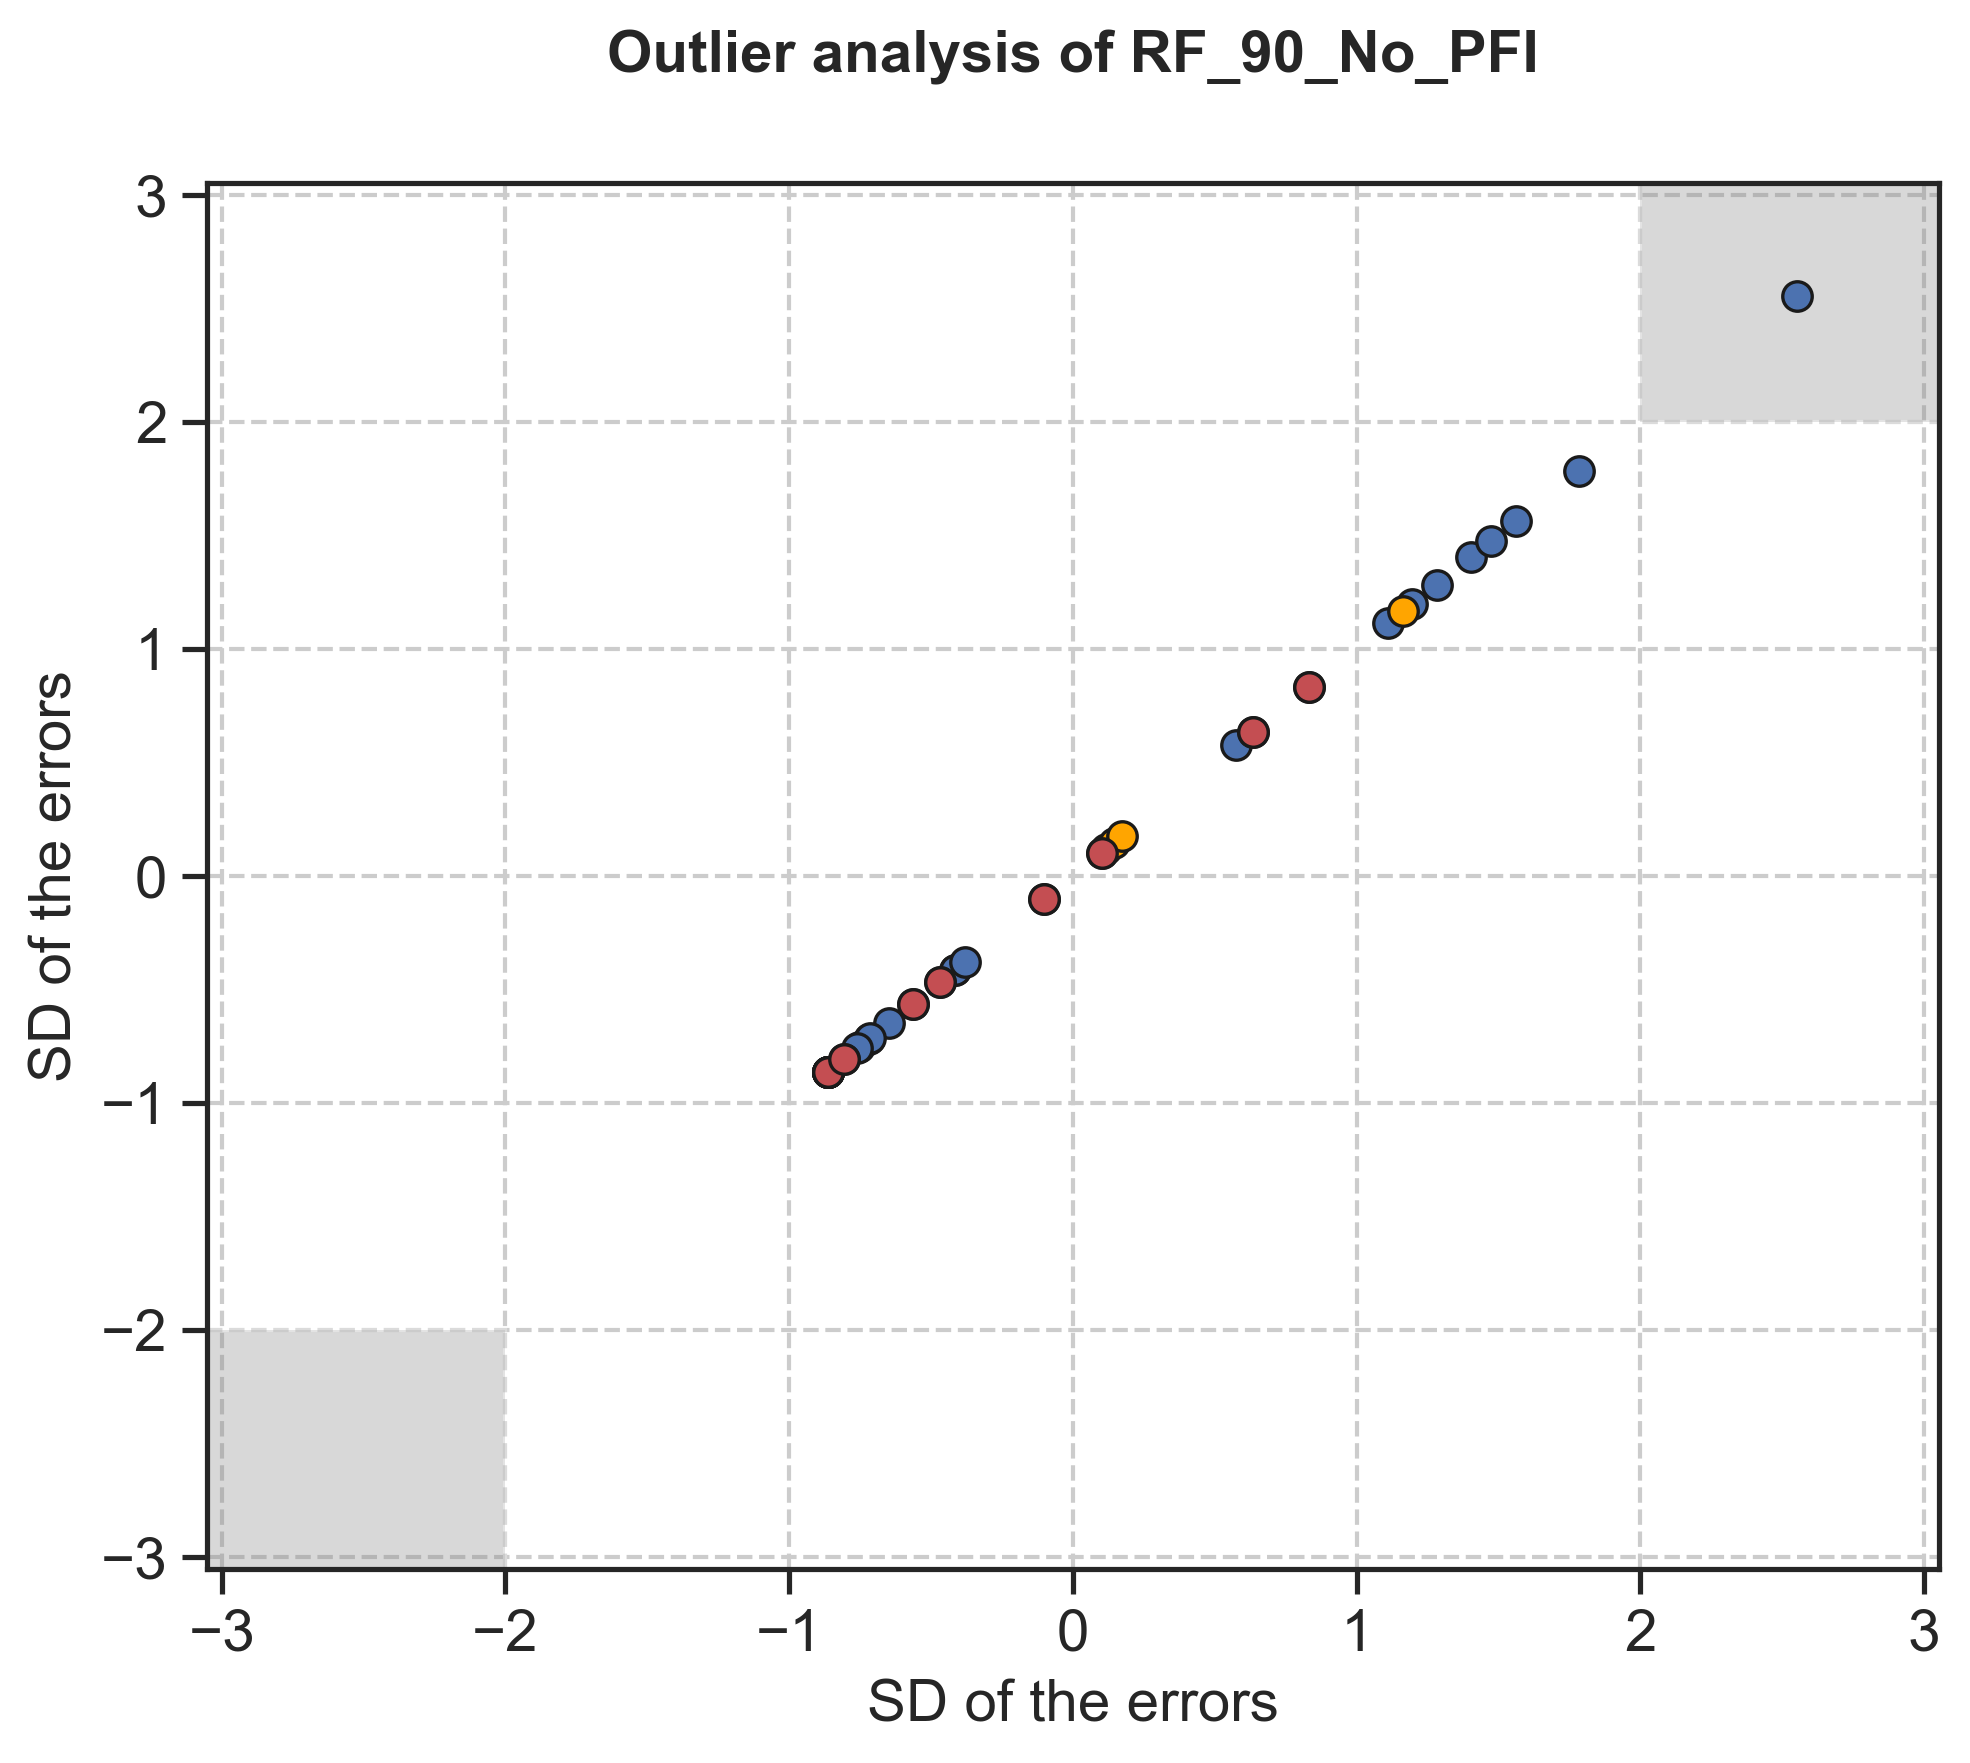 Outlier analysis of RF_90_No_PFI
3
2
1
0
−1
−2
−3
SD of the errors
−3 −2 −1 0 1 2 3
SD of the errors